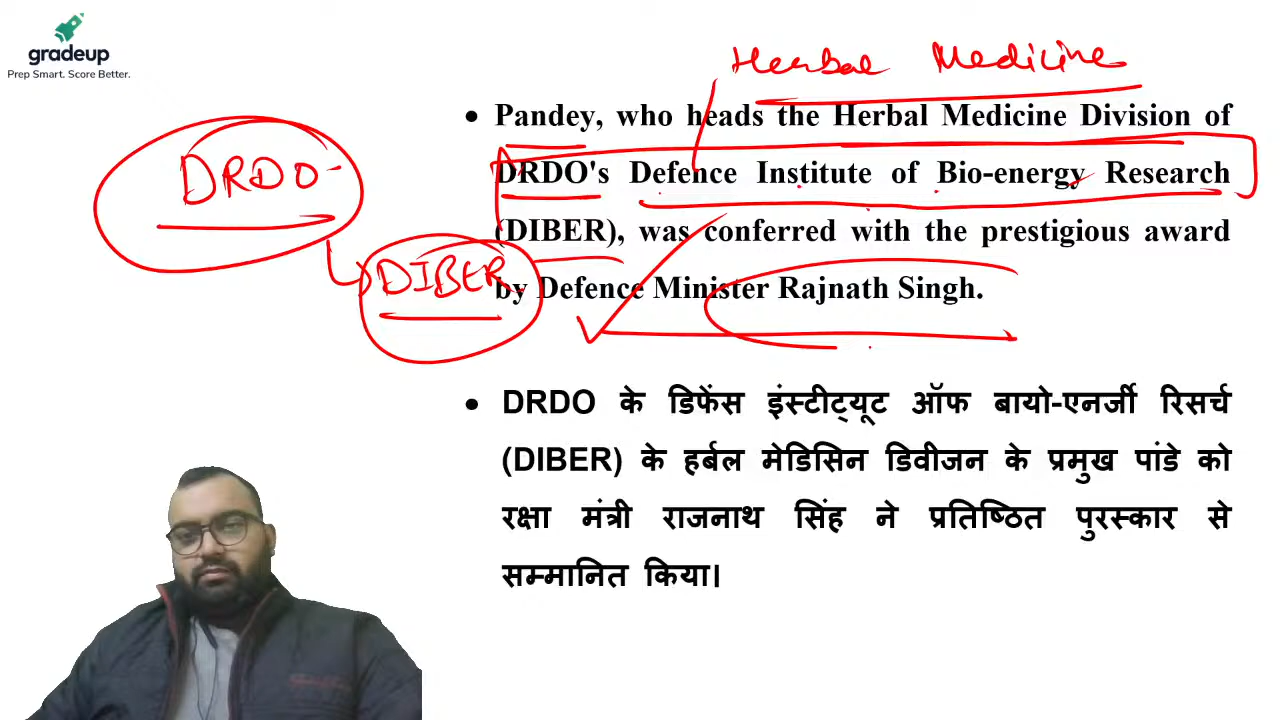 gradeup
Prep Smart. Score Better.
Herbal Medicine
• Pandey, who heads the Herbal Medicine Division of
DRDO's Defence Institute of Bio-energy Research
(DIBER), was conferred with the prestigious award
by Defence Minister Rajnath Singh.
DRDO
DIBER
• DRDO के डिफेंस इंस्टीट्यूट ऑफ बायो-एनर्जी रिसर्च
(DIBER) के हर्बल मेडिसिन डिवीजन के प्रमुख पांडे को
रक्षा मंत्री राजनाथ सिंह ने प्रतिष्ठित पुरस्कार से
सम्मानित किया।